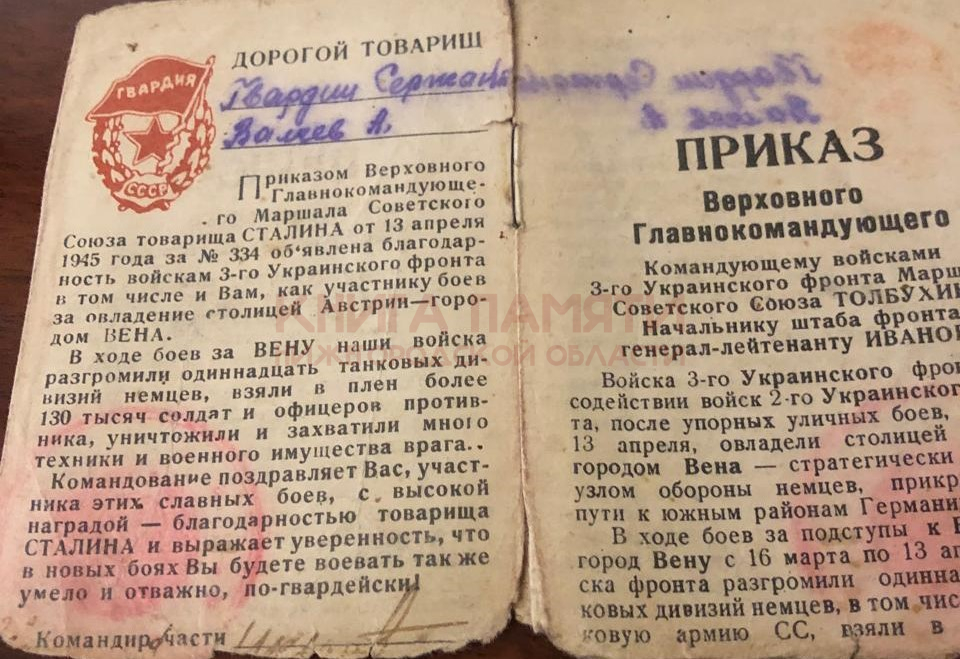 ГВАРДИЯ
СССР
ДОРОГОЙ ТОВАРИЩ
Гвардии Сержант
Валеев А.
Приказом Верховного
Главнокомандующе-
го Маршала Советского
Союза товарища СТАЛИНА от 13 апреля
1945 года за № 334 об'явлена благодар-
ность войскам 3-го Украинского фронта
в том числе и Вам, как участнику боев
за овладение столицей Австрии—горо-
дом ВЕНА.
В ходе боев за ВЕНУ наши войска
разгромили одиннадцать танковых ди-
визий немцев, взяли в плен более
130 тысяч солдат и офицеров против-
ника, уничтожили и захватили много
техники и военного имущества врага..
Командование поздравляет Вас, участ-
ника этих славных боев, с высокой
наградой — благодарностью товарища
СТАЛИНА и выражает уверенность, что
в новых боях Вы будете воевать так же
умело и отважно, по-гвардейски!
Командир части
ПРИКАЗ
Верховного
Главнокомандующего
Командующему войсками
3-го Украинского фронта Марш
Советского Союза ТОЛБУХИН
Начальнику штаба фронта
генерал-лейтенанту ИВАНОВ
Войска 3-го Украинского фрон
содействии войск 2-го Украинског
та, после упорных уличных боев,
13 апреля, овладели столицей
городом Вена — стратегически
узлом обороны немцев, прикр
пути к южным районам Германи
В ходе боев за подступы к В
город Вену с 16 марта по 13 ап
ска фронта разгромили одинна
ковых дивизий немцев, в том числ
ковую армию СС, взяли в
КНИГА ПАМЯТИ
НИЖЕГОРОДСКОЙ ОБЛАСТИ